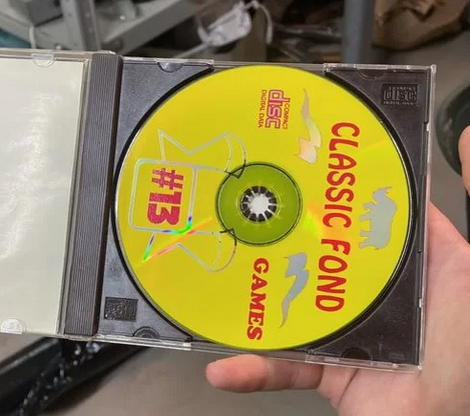 CLASSIC FOND
GAMES
#13
COMPACT
disc
DIGITAL DATA